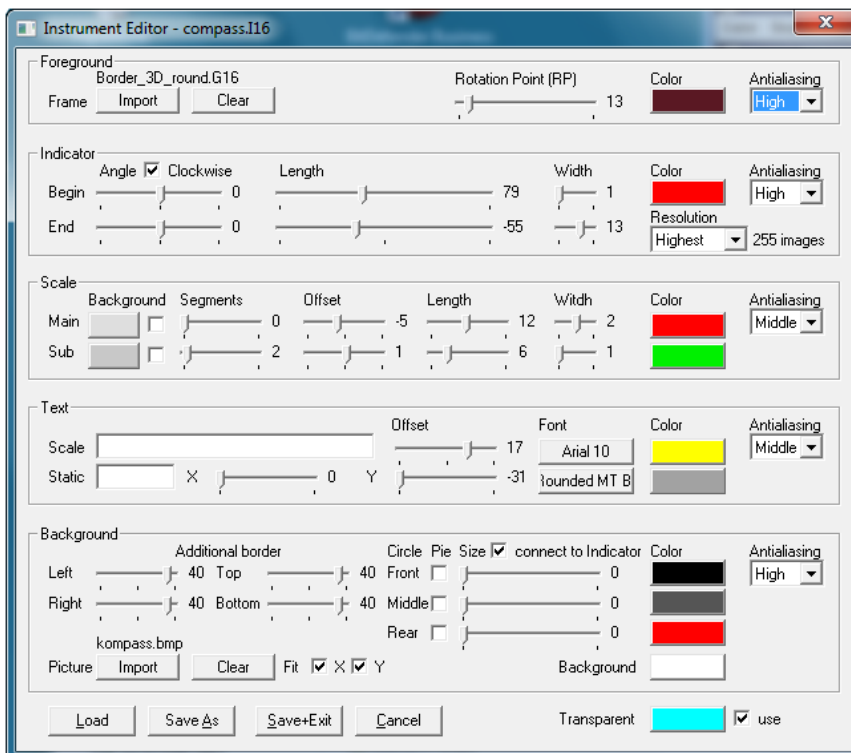 Instrument Editor - compass.I16
Foreground
Border_3D_round.G16
Rotation Point (RP) Color Antialiasing
Frame Import Clear 13 High
Indicator
Angle Clockwise Length Width Color Antialiasing
Begin 0 79 1 High
End 0 -55 13 Resolution
Highest 255 images
Scale
Background Segments Offset Length Witdh Color Antialiasing
Main 0 -5 12 2 Middle
Sub 2 1 6 1
Text
Offset Font Color Antialiasing
Scale 17 Arial 10 Middle
Static X 0 Y -31 Rounded MT B
Background
Additional border Circle Pie Size connect to Indicator Color Antialiasing
Left 40 Top 40 Front 0 High
Right 40 Bottom 40 Middle 0
Rear 0
kompass.bmp
Picture Import Clear Fit X Y Background
Load Save As Save+Exit Cancel Transparent use